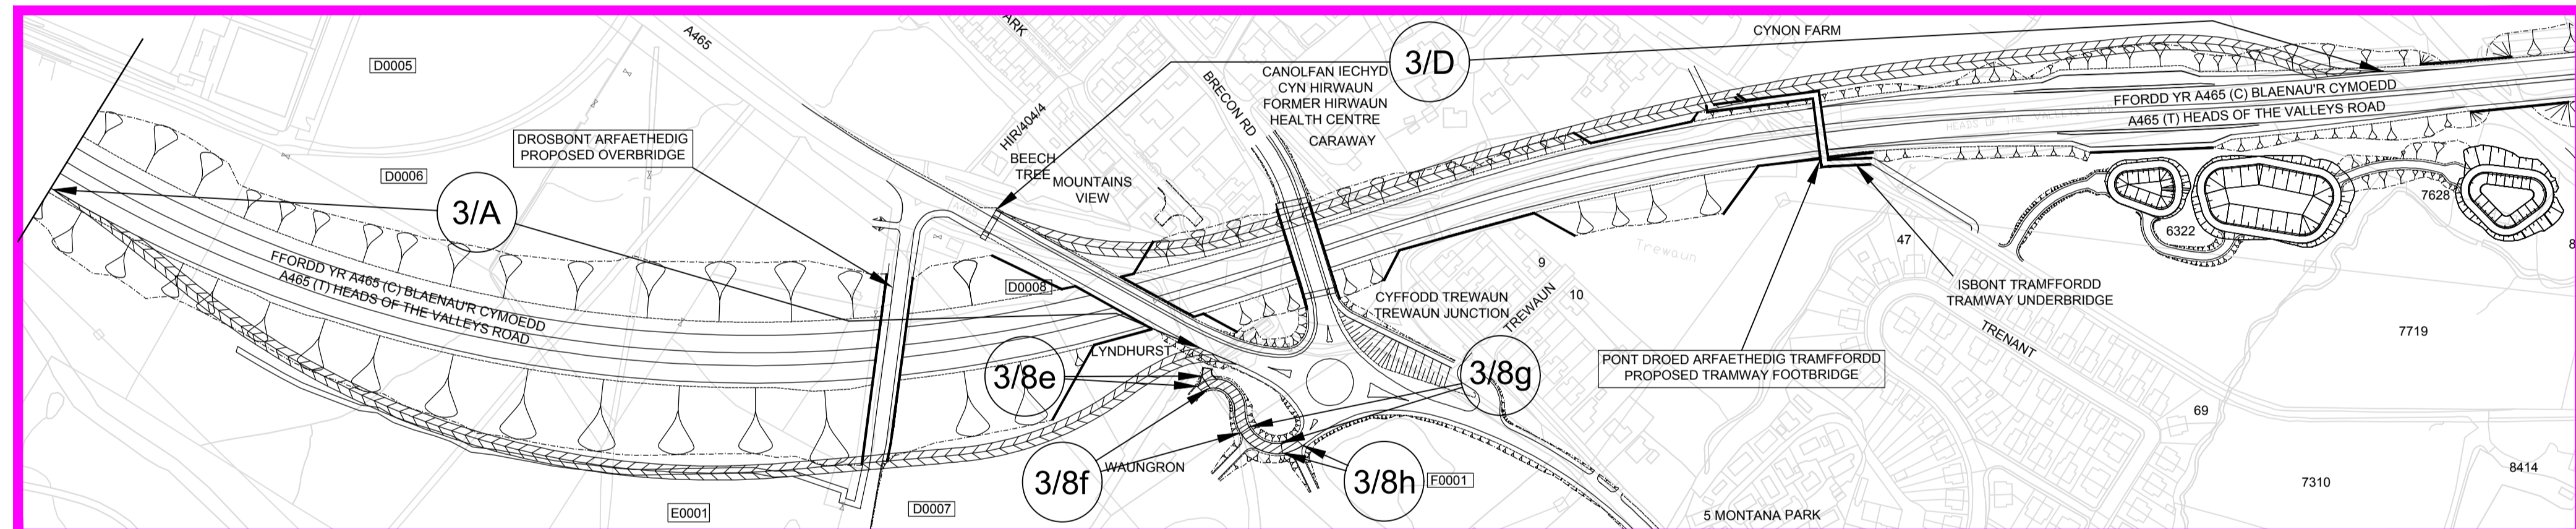 D0005
A465
PARK
3/D
CYNON FARM
CANOLFAN IECHYD
CYN HIRWAUN
FORMER HIRWAUN
HEALTH CENTRE
CARAWAY
BRECON RD
HIR/404/4
BEECH
TREE
MOUNTAINS
VIEW
FFORDD YR A465 (C) BLAENAU'R CYMOEDD
A465 (T) HEADS OF THE VALLEYS ROAD
HEADS OF THE VALLEYS
DROSBONT ARFAETHEDIG
PROPOSED OVERBRIDGE
D0006
3/A
7628
6322
47
Trewaun
9
10
FFORDD YR A465 (C) BLAENAU'R CYMOEDD
A465 (T) HEADS OF THE VALLEYS ROAD
D0008
CYFFODD TREWAUN
TREWAUN JUNCTION
TREWAUN
ISBONT TRAMFFORDD
TRAMWAY UNDERBRIDGE
TRENANT
7719
LYNDHURST
3/8e
3/8g
PONT DROED ARFAETHEDIG TRAMFFORDD
PROPOSED TRAMWAY FOOTBRIDGE
69
WAUNGRON
3/8f
3/8h
F0001
8414
7310
E0001
D0007
5 MONTANA PARK